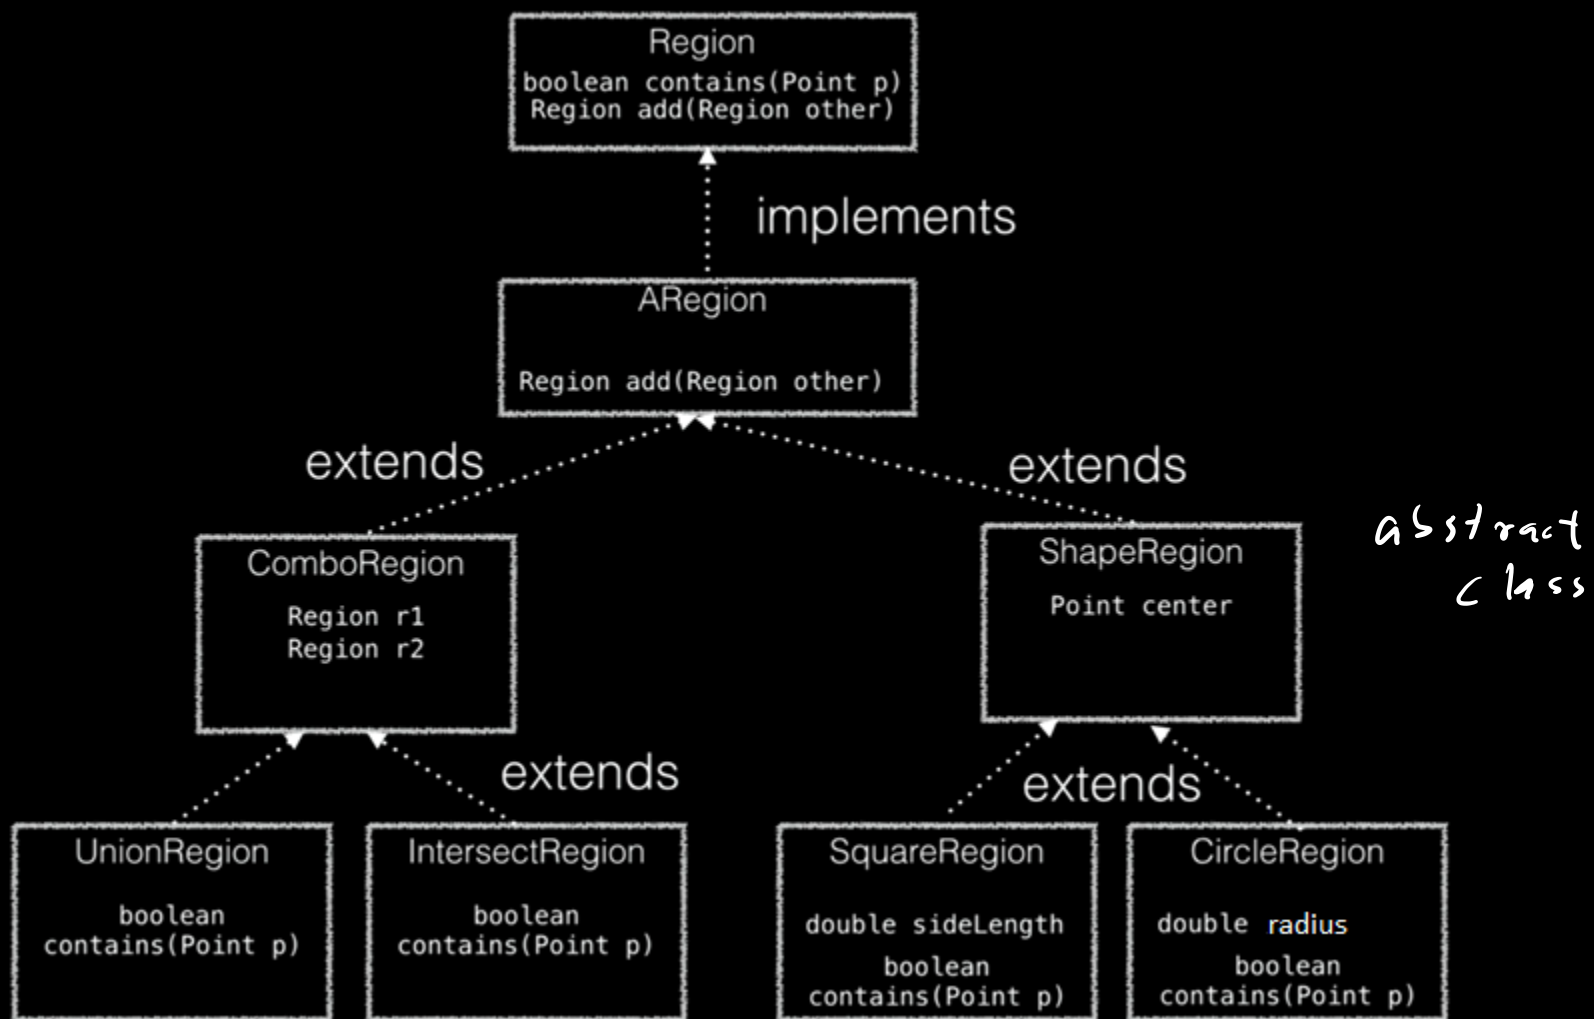 Region
boolean contains(Point p)
Region add(Region other)
implements
ARegion
Region add(Region other)
extends
extends
ComboRegion
Region r1
Region r2
ShapeRegion
Point center
abstract
class
extends
extends
UnionRegion
boolean
contains(Point p)
IntersectRegion
boolean
contains(Point p)
SquareRegion
double sideLength
boolean
contains(Point p)
CircleRegion
double radius
boolean
contains(Point p)